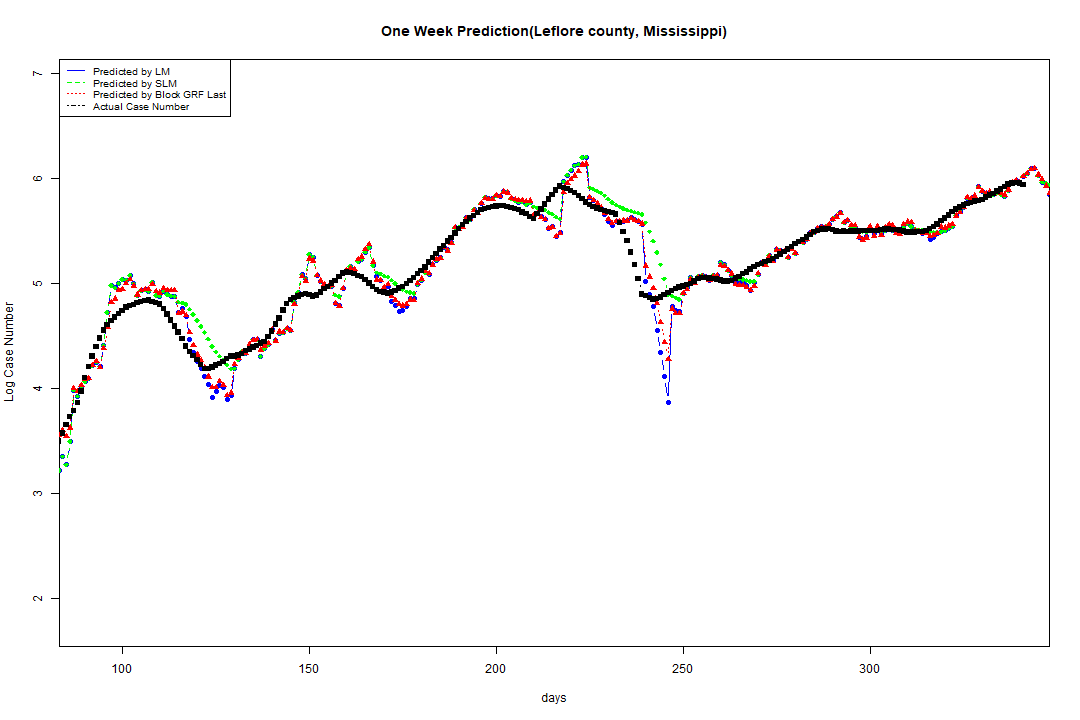 One Week Prediction(Leflore county, Mississippi)
7
6
5
4
3
2
Log Case Number
Predicted by LM
Predicted by SLM
Predicted by Block GRF Last
Actual Case Number
100
150
200
250
300
days